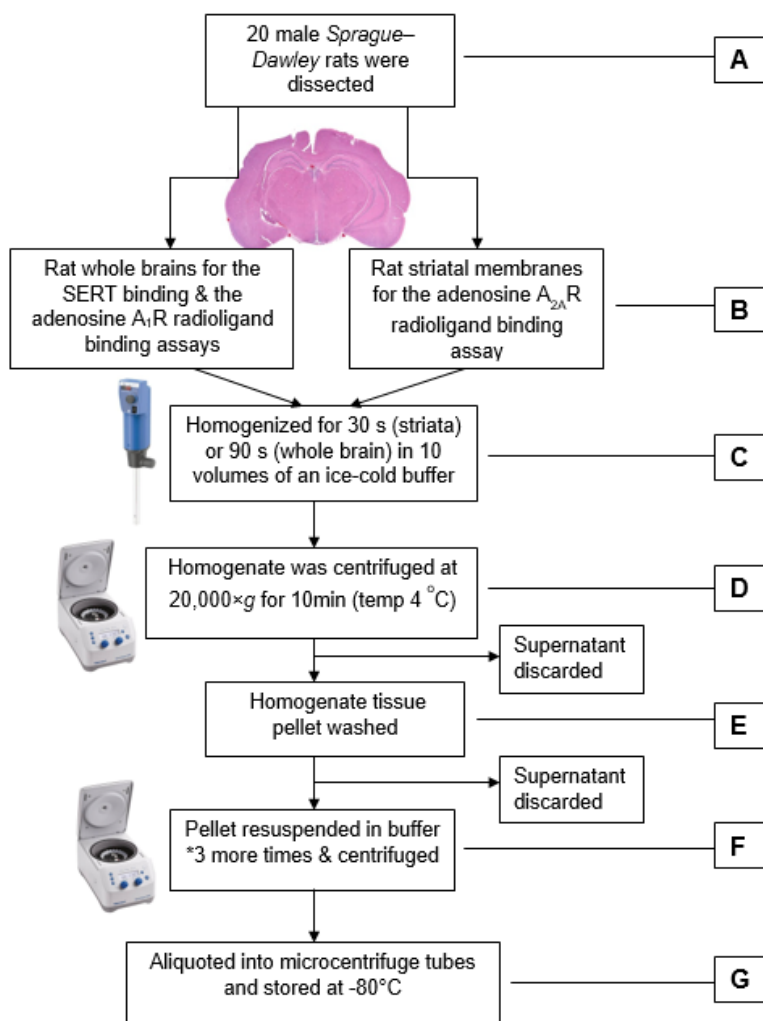 20 male Sprague–
Dawley rats were
dissected
A
Rat whole brains for the
SERT binding & the
adenosine A₁R radioligand
binding assays
Rat striatal membranes
for the adenosine A₂ₐR
radioligand binding
assay
B
Homogenized for 30 s (striata)
or 90 s (whole brain) in 10
volumes of an ice-cold buffer
C
Homogenate was centrifuged at
20,000×g for 10min (temp 4 °C)
D
Supernatant
discarded
Homogenate tissue
pellet washed
E
Supernatant
discarded
Pellet resuspended in buffer
*3 more times & centrifuged
F
Aliquoted into microcentrifuge tubes
and stored at -80°C
G